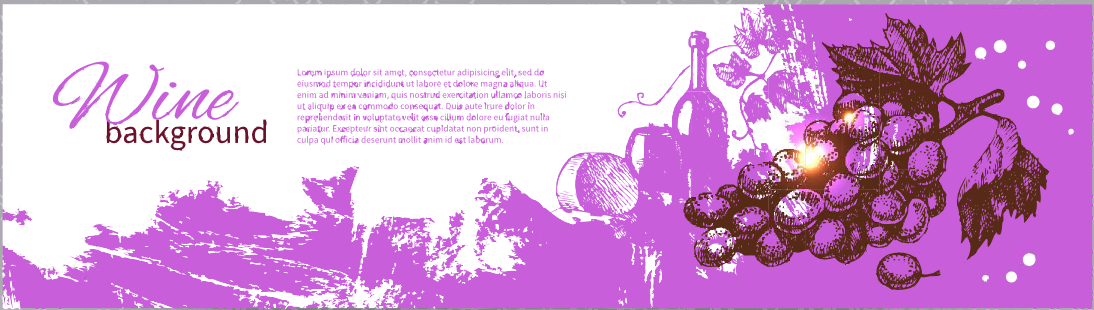 Wine
background
Lorem ipsum dolor sit amet, consectetur adipisicing elit, sed do
eiusmod tempor incididunt ut labore et dolore magna aliqua. Ut
enim ad minim veniam, quis nostrud exercitation ullamco laboris nisi
ut aliquip ex ea commodo consequat. Duis aute irure dolor in
reprehenderit in voluptate velit esse cillum dolore eu fugiat nulla
pariatur. Excepteur sint occaecat cupidatat non proident, sunt in
culpa qui officia deserunt mollit anim id est laborum.